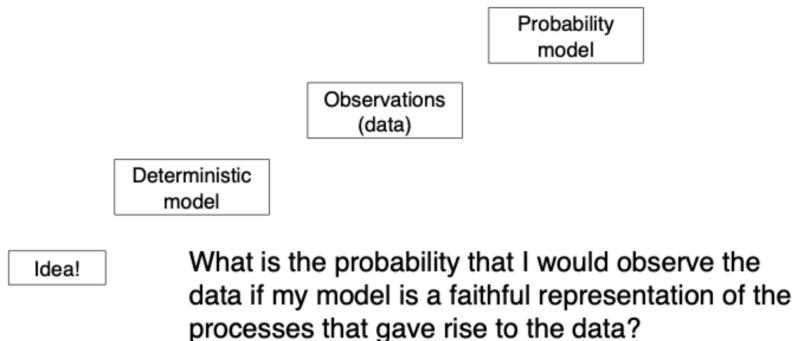 Probability
model
Observations
(data)
Deterministic
model
Idea!
What is the probability that I would observe the
data if my model is a faithful representation of the
processes that gave rise to the data?